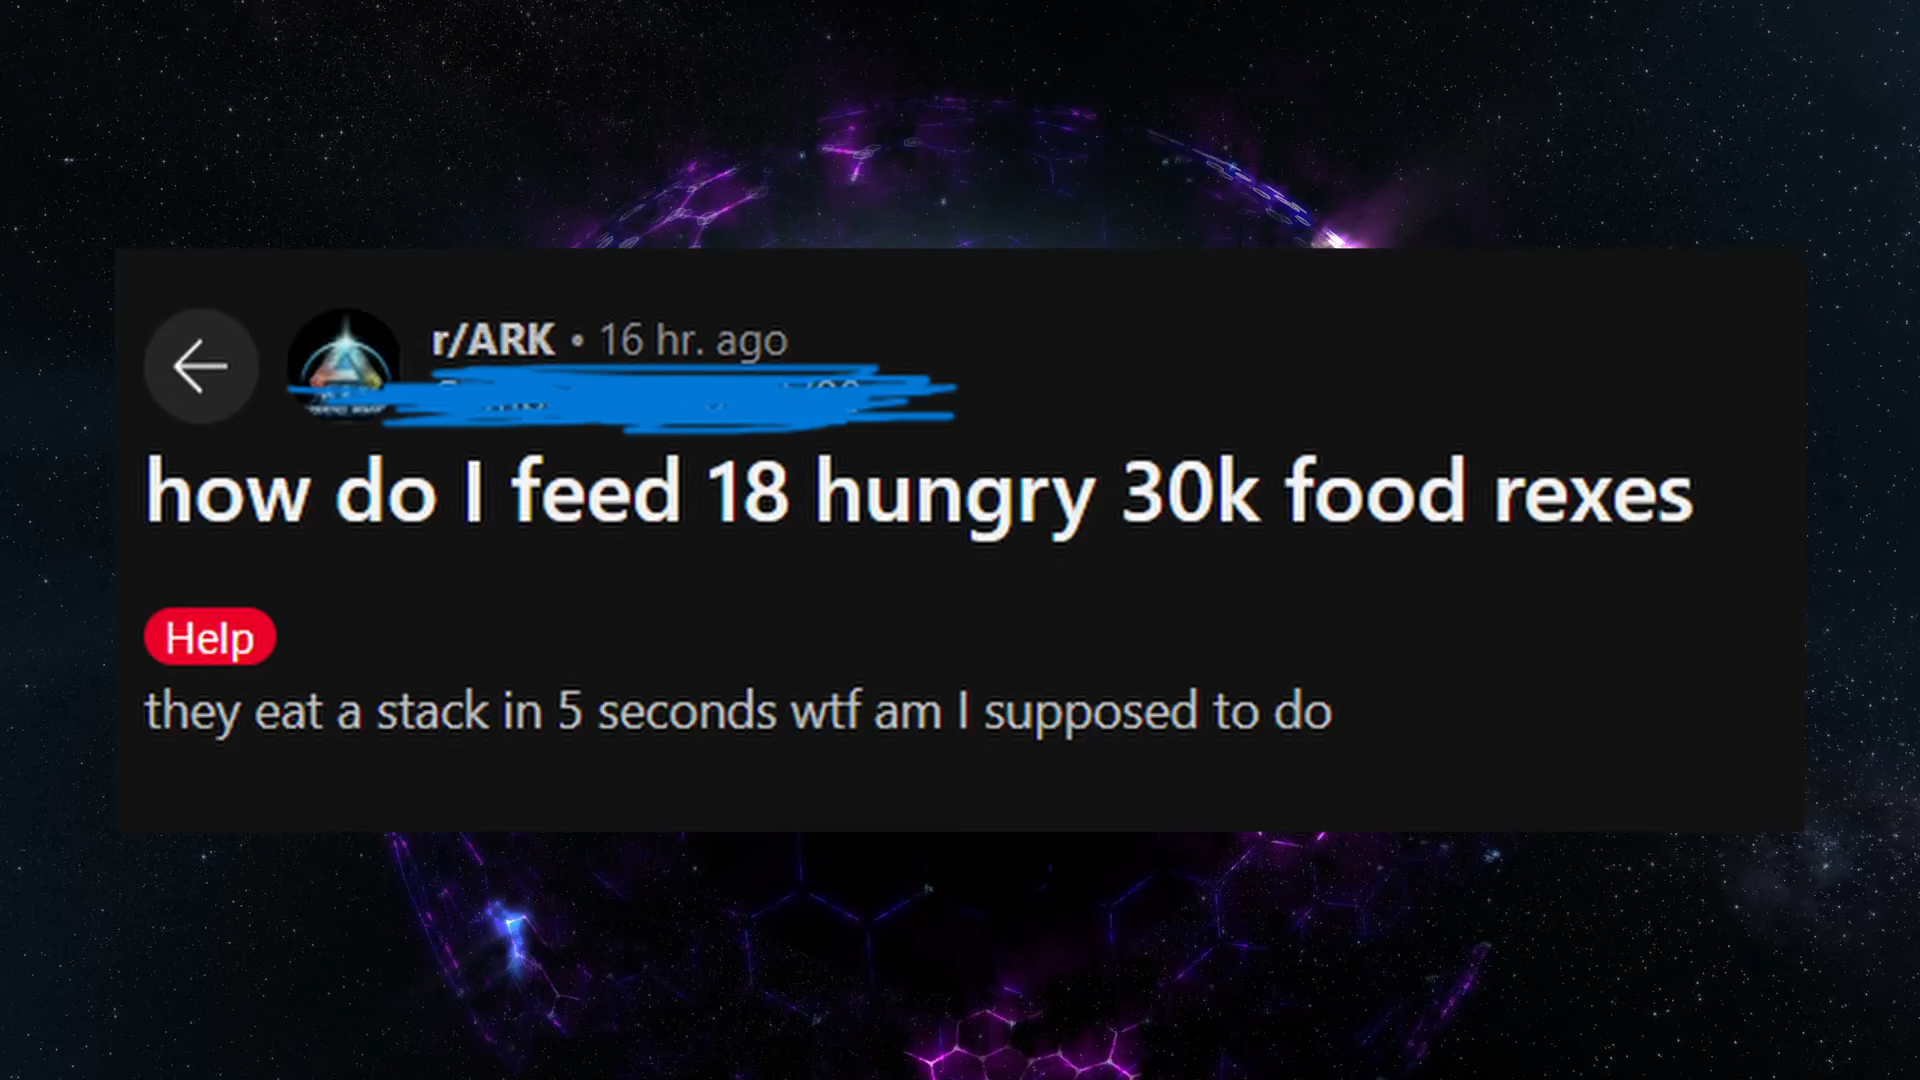 r/ARK • 16 hr. ago
how do I feed 18 hungry 30k food rexes
Help
they eat a stack in 5 seconds wtf am I supposed to do